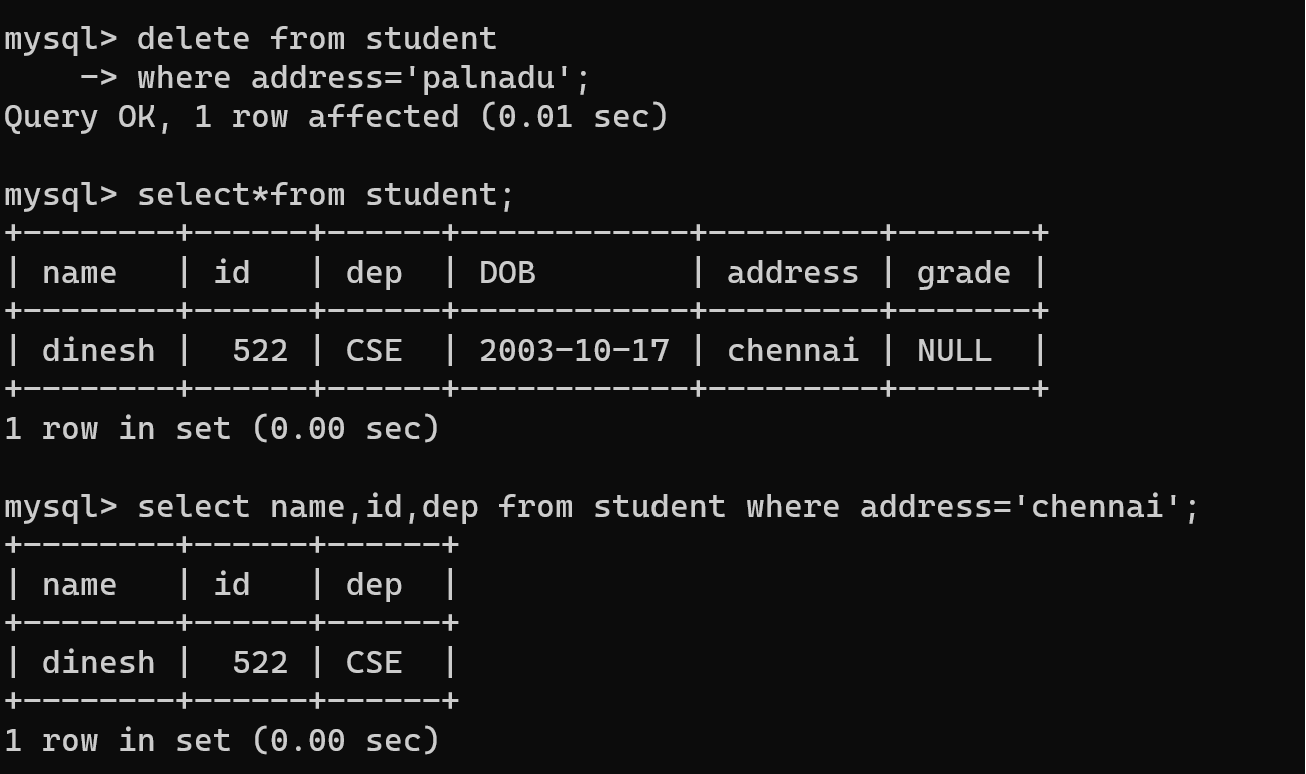 mysql> delete from student
    -> where address='palnadu';
Query OK, 1 row affected (0.01 sec)

mysql> select*from student;
+--------+------+------+------------+---------+-------+
| name   | id   | dep  | DOB        | address | grade |
+--------+------+------+------------+---------+-------+
| dinesh |  522 | CSE  | 2003-10-17 | chennai | NULL  |
+--------+------+------+------------+---------+-------+
1 row in set (0.00 sec)

mysql> select name,id,dep from student where address='chennai';
+--------+------+------+
| name   | id   | dep  |
+--------+------+------+
| dinesh |  522 | CSE  |
+--------+------+------+
1 row in set (0.00 sec)